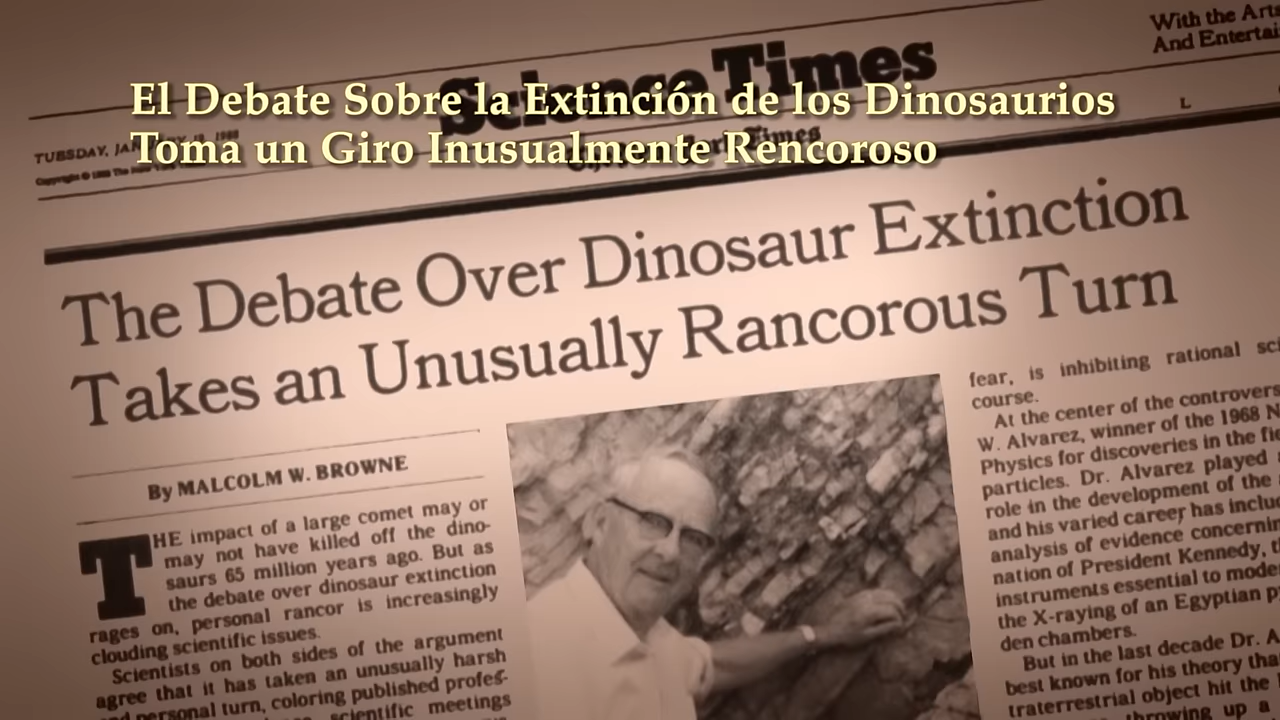 El Debate Sobre la Extinción de los Dinosaurios
Toma un Giro Inusualmente Rencoroso
Science Times
With the Arts
And Entertai
TUESDAY,
L
The Debate Over Dinosaur Extinction
Takes an Unusually Rancorous Turn
By MALCOLM W. BROWNE
THE impact of a large comet may or
may not have killed off the dino-
saurs 65 million years ago. But as
the debate over dinosaur extinction
rages on, personal rancor is increasingly
clouding scientific issues.
Scientists on both sides of the argument
agree that it has taken an unusually harsh
and personal turn, coloring published profes-
scientific meetings
fear, is inhibiting rational sci
course.
At the center of the controvers
W. Alvarez, winner of the 1968 N
Physics for discoveries in the fie
particles. Dr. Alvarez played
role in the development of the
and his varied career has includ
analysis of evidence concernin
nation of President Kennedy, t
instruments essential to mode
the X-raying of an Egyptian p
den chambers.
But in the last decade Dr. A
best known for his theory tha
traterrestrial object hit the
throwing up a